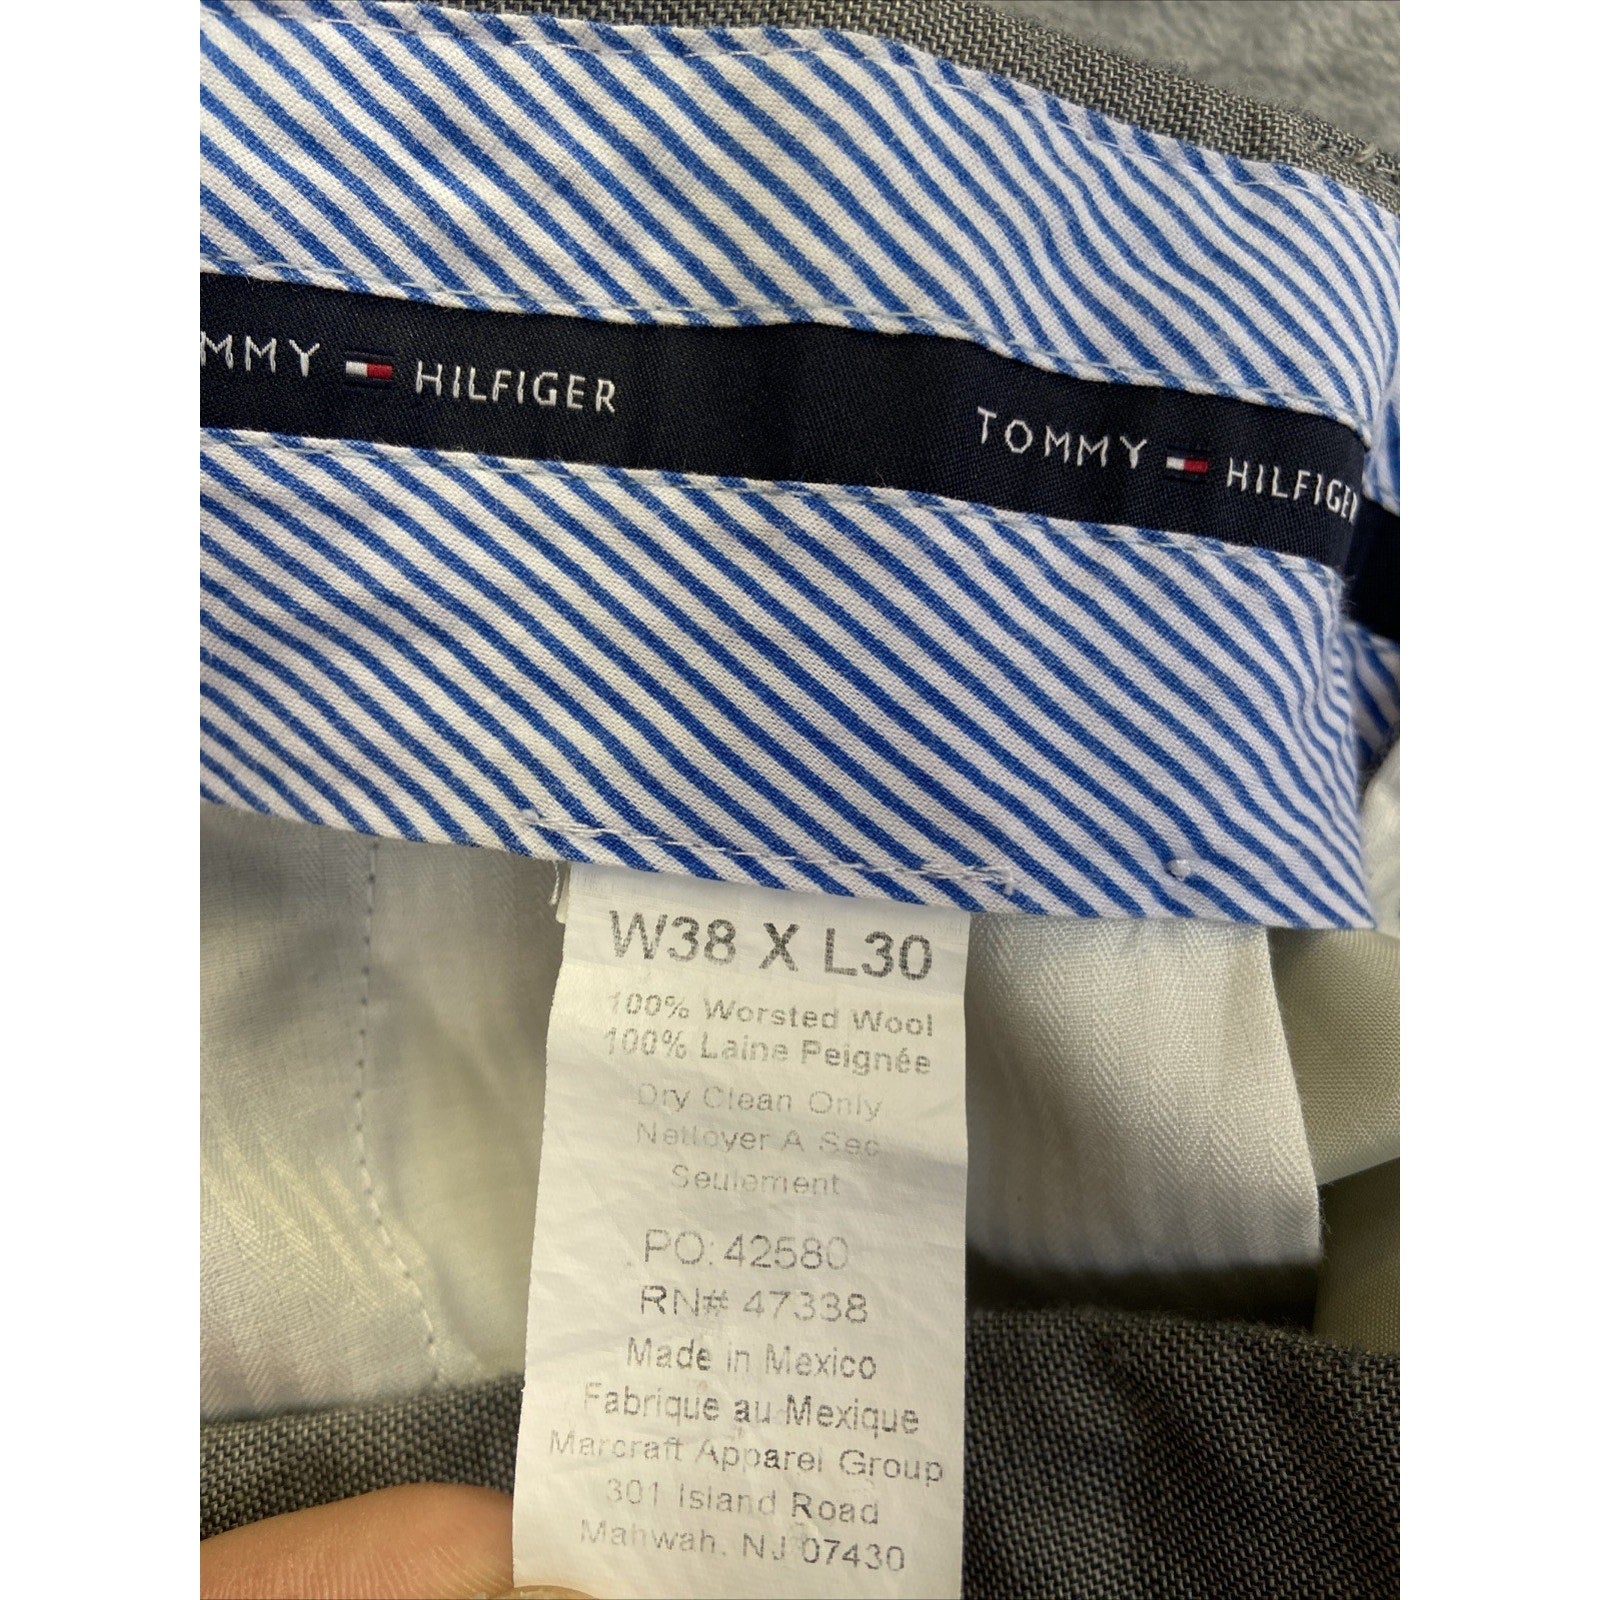 MMY HILFIGER
TOMMY HILFIGER
W38 X L30
100% Worsted Wool
100% Laine Peignée
Dry Clean Only
Nettoyer A Sec
Seulement
PO: 42580
RN# 47338
Made in Mexico
Fabriqué au Mexique
Marcraft Apparel Group
301 Island Road
Mahwah, NJ 07430